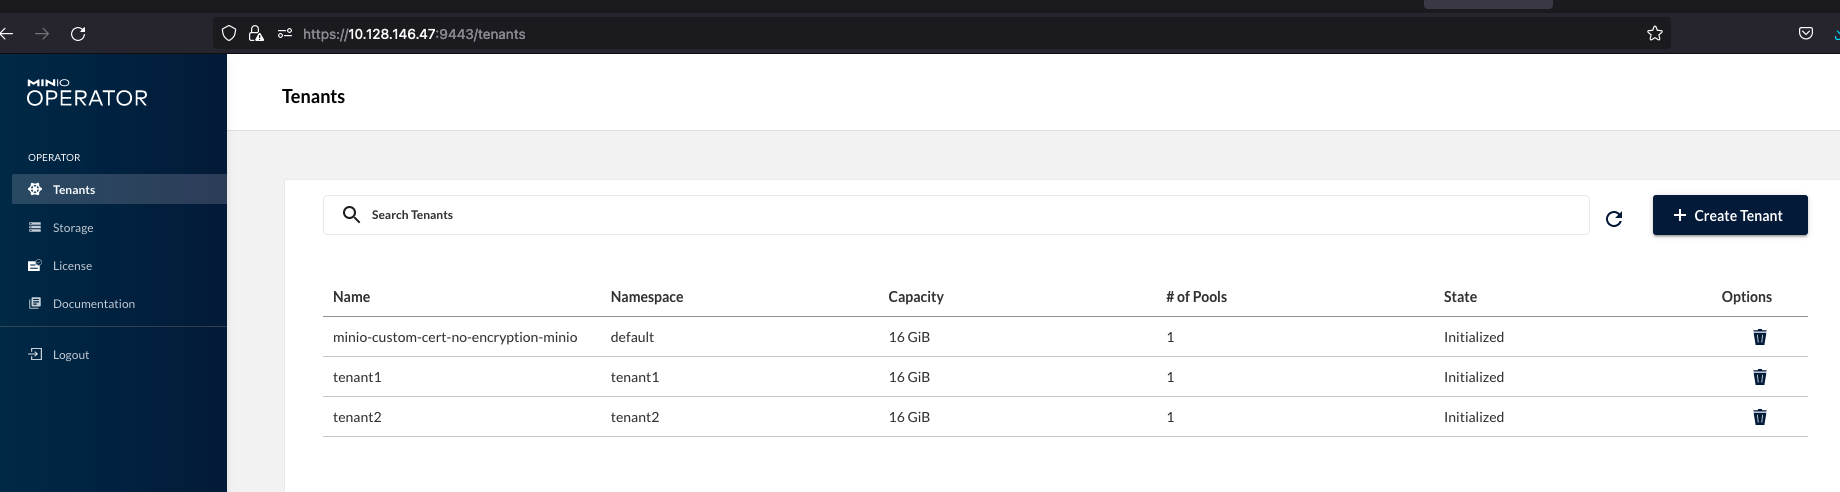 https://10.128.146.47:9443/tenants
MINIO
OPERATOR
Tenants
OPERATOR
Tenants
Storage
License
Documentation
Logout
Search Tenants
Create Tenant
Name Namespace Capacity # of Pools State Options
minio-custom-cert-no-encryption-minio default 16 GiB 1 Initialized
tenant1 tenant1 16 GiB 1 Initialized
tenant2 tenant2 16 GiB 1 Initialized